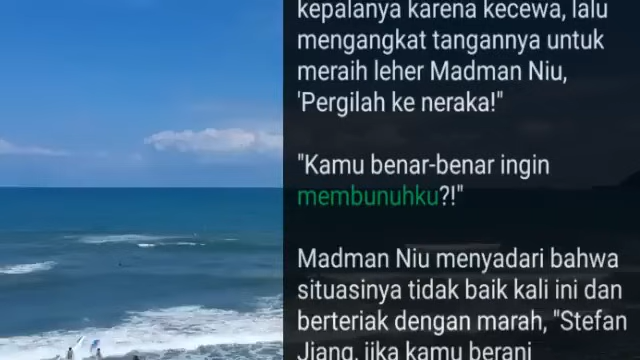 kepalanya karena kecewa, lalu
mengangkat tangannya untuk
meraih leher Madman Niu,
'Pergilah ke neraka!"
"Kamu benar-benar ingin
membunuhku?!"
Madman Niu menyadari bahwa
situasinya tidak baik kali ini dan
berteriak dengan marah, "Stefan
Jiang, jika kamu berani